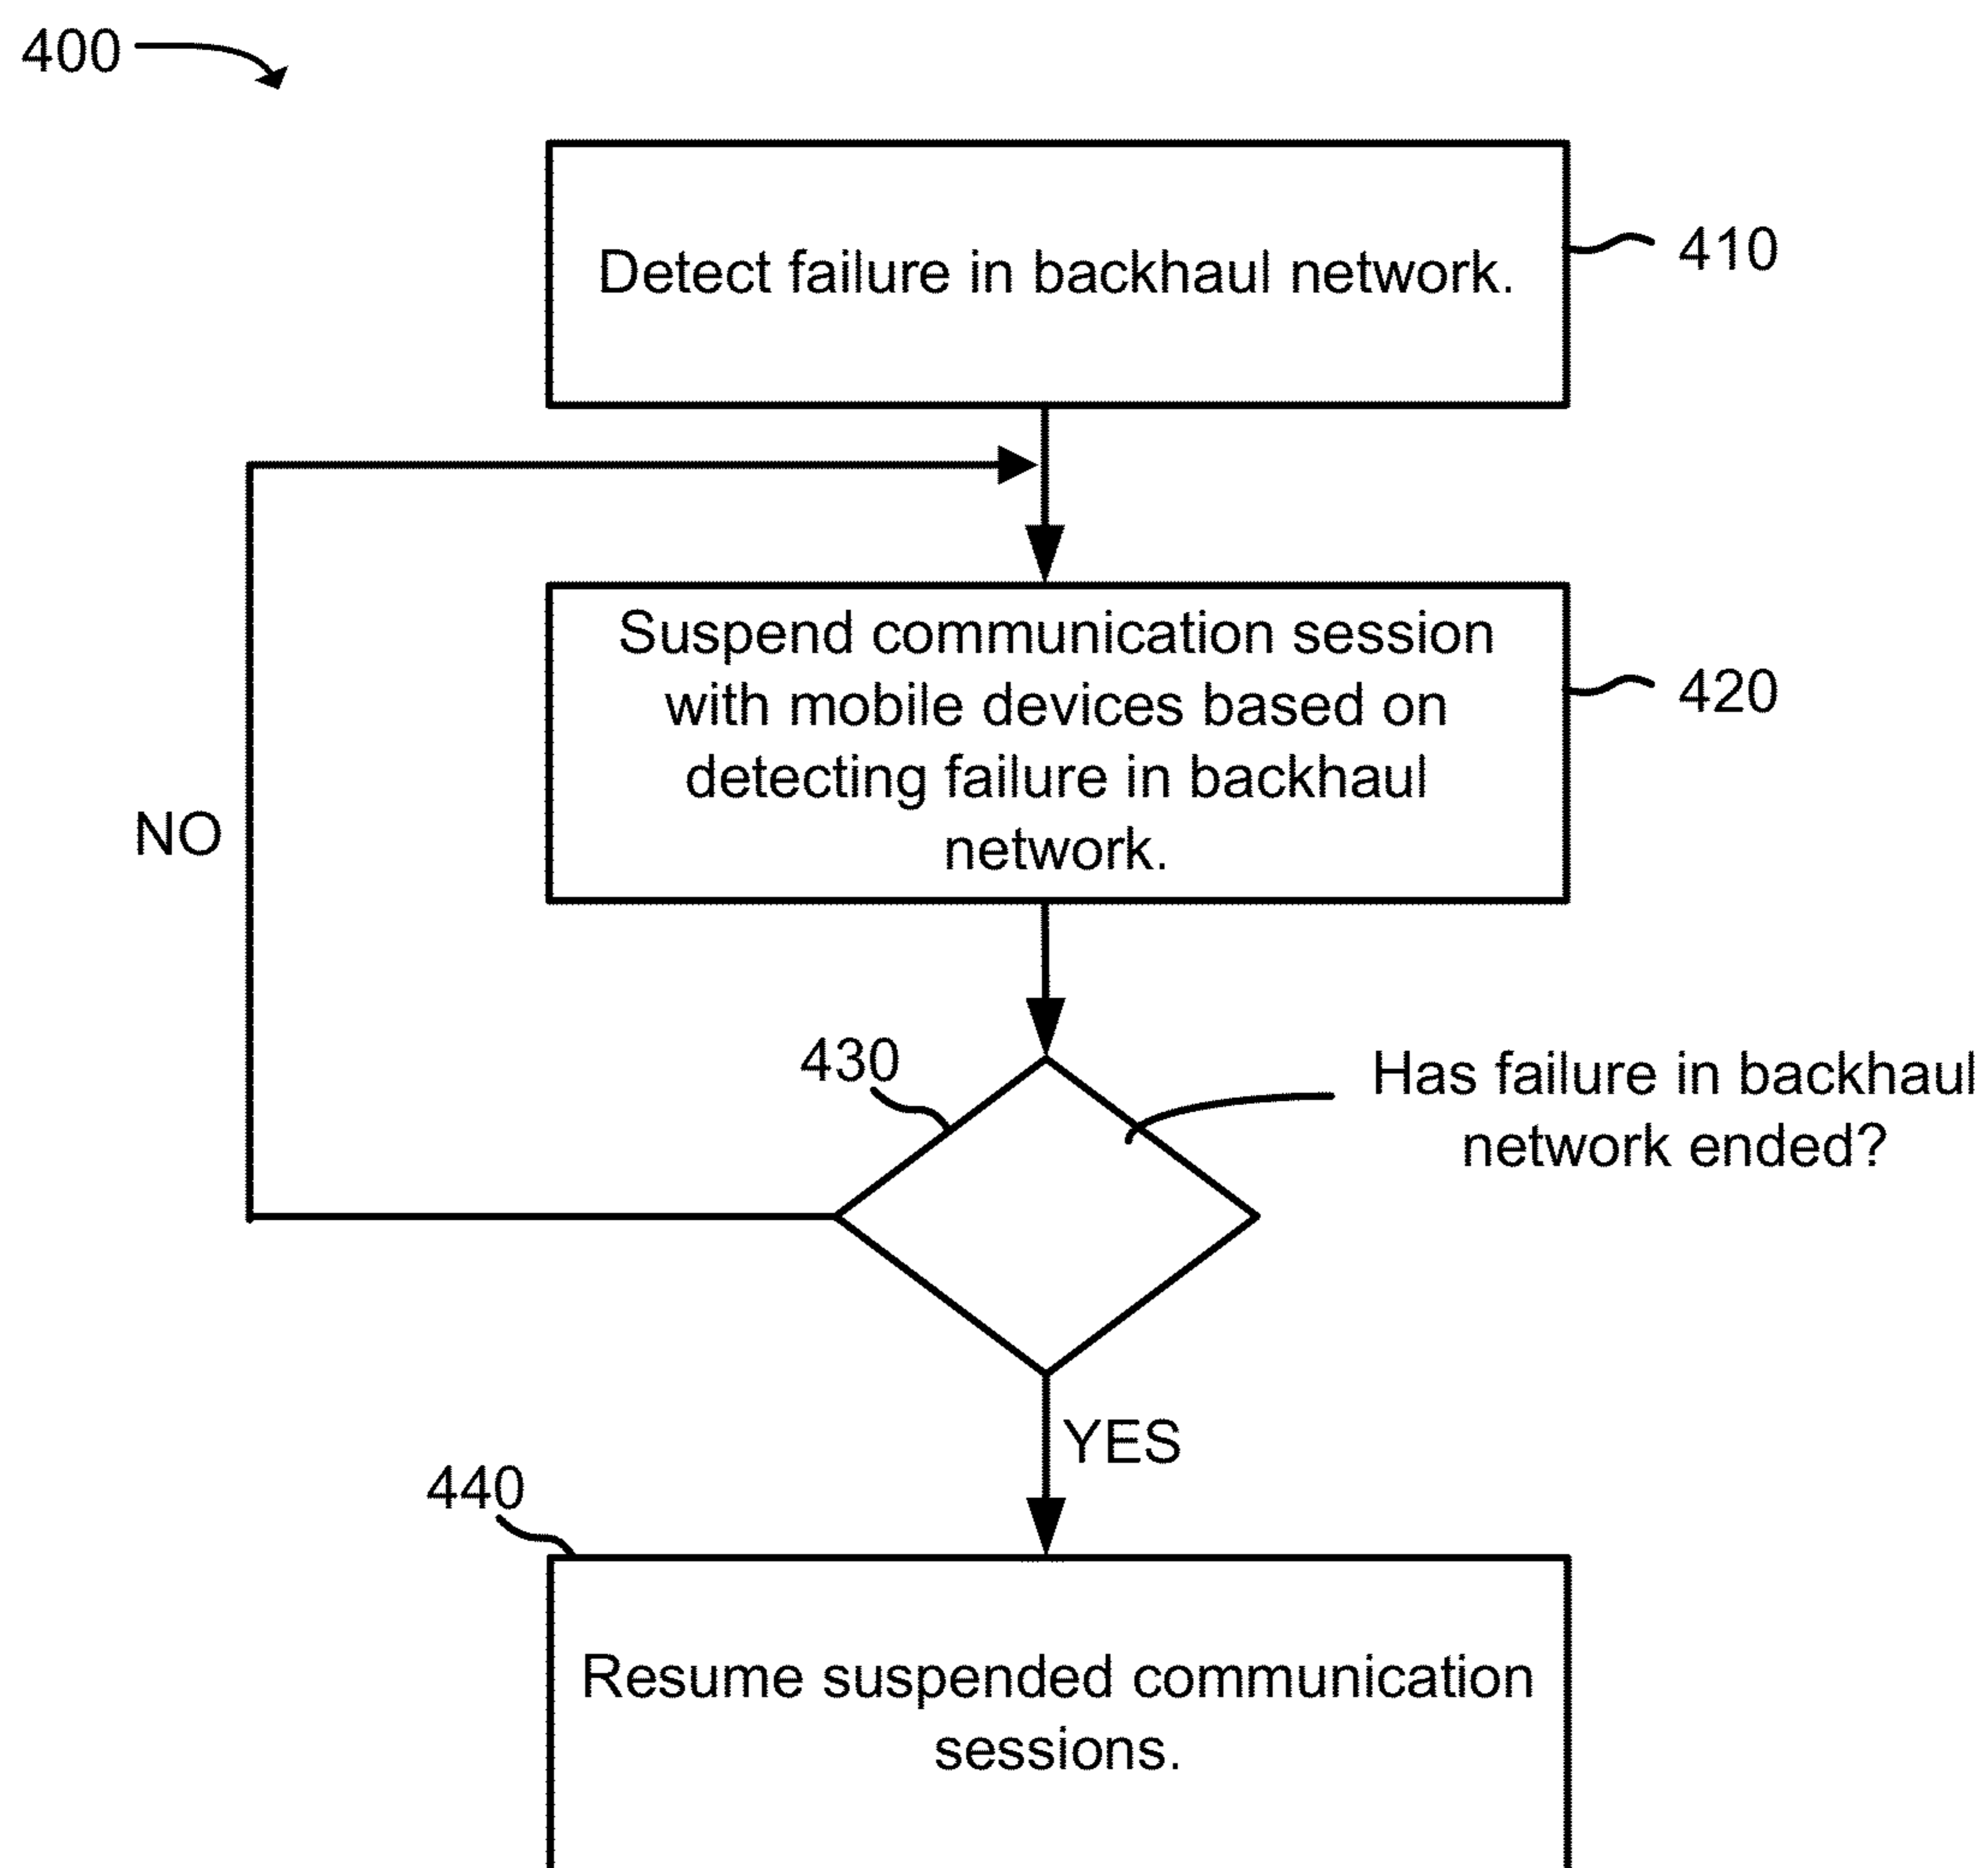 400
Detect failure in backhaul network.
410
Suspend communication session
with mobile devices based on
detecting failure in backhaul
network.
420
NO
430
Has failure in backhaul
network ended?
YES
440
Resume suspended communication
sessions.